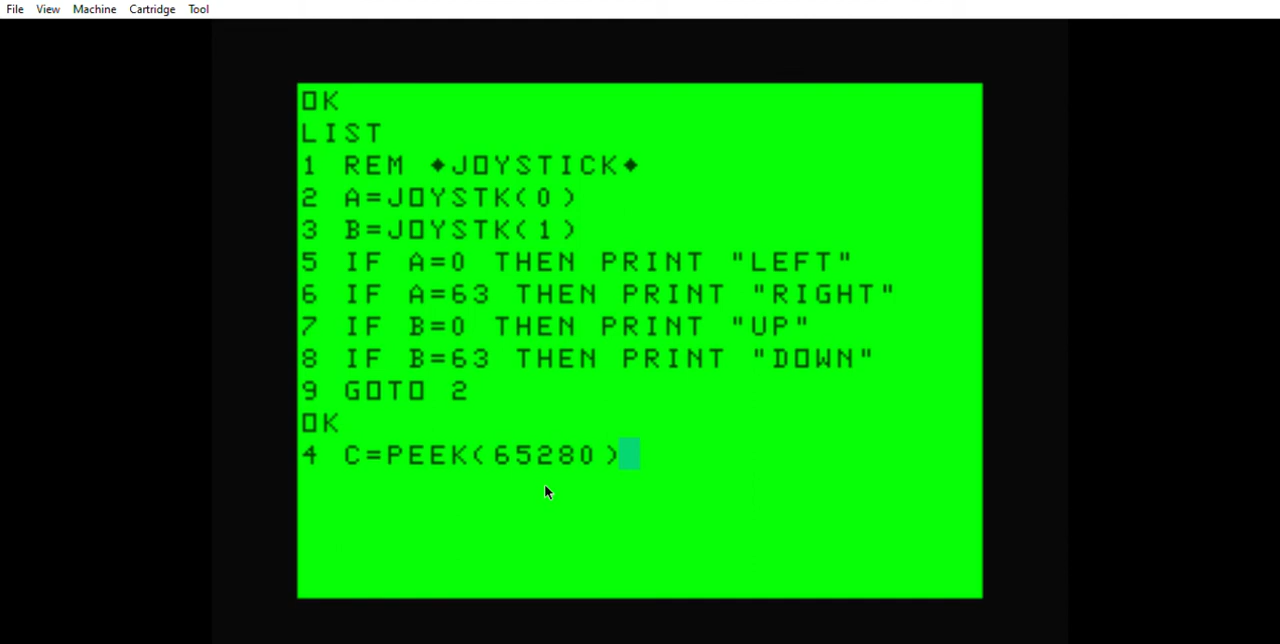 File View Machine Cartridge Tool
OK
LIST
1 REM ◆JOYSTICK◆
2 A=JOYSTK(0)
3 B=JOYSTK(1)
5 IF A=0 THEN PRINT "LEFT"
6 IF A=63 THEN PRINT "RIGHT"
7 IF B=0 THEN PRINT "UP"
8 IF B=63 THEN PRINT "DOWN"
9 GOTO 2
OK
4 C=PEEK(65280)